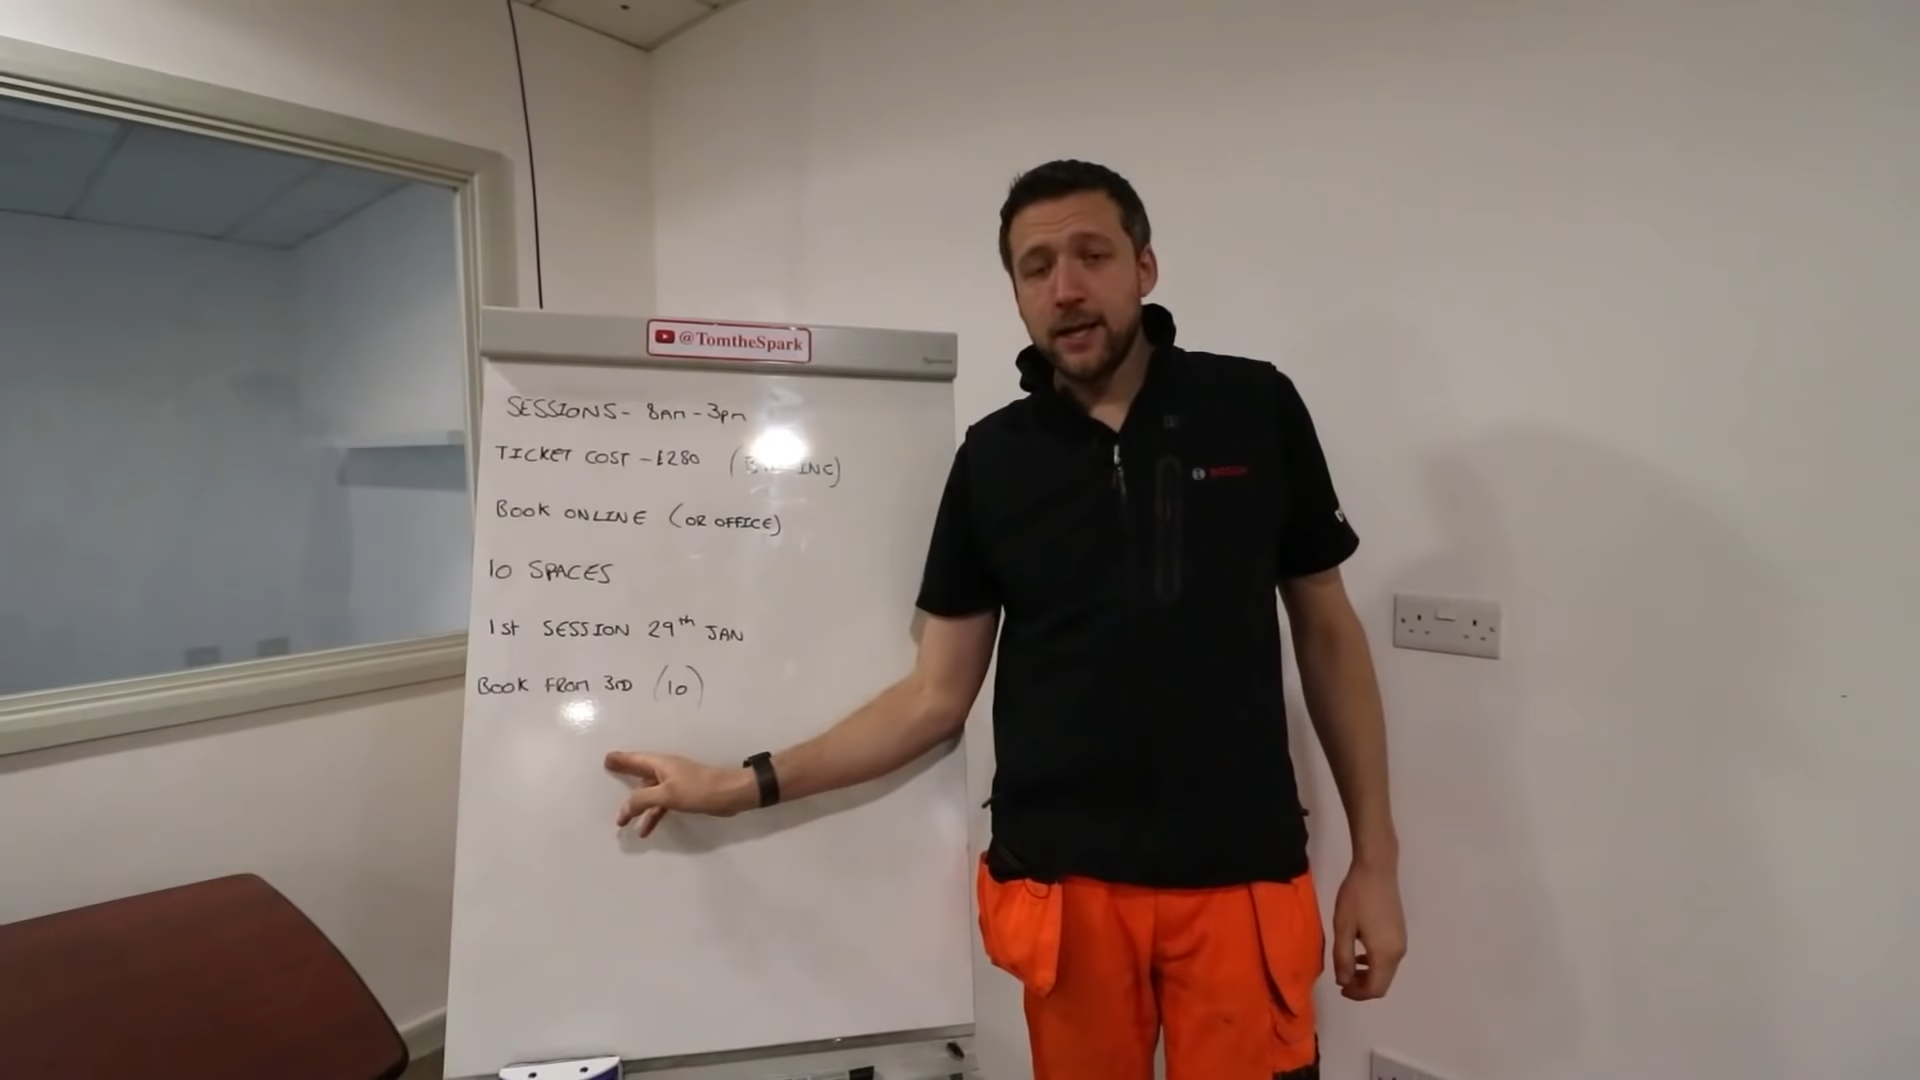 @TomtheSpark
SESSIONS - 8AM - 3PM
TICKET COST - £280 ( INC)
BOOK ONLINE (OR OFFICE)
10 SPACES
1st SESSION 29th JAN
BOOK FROM 3RD (10)
BOSCH